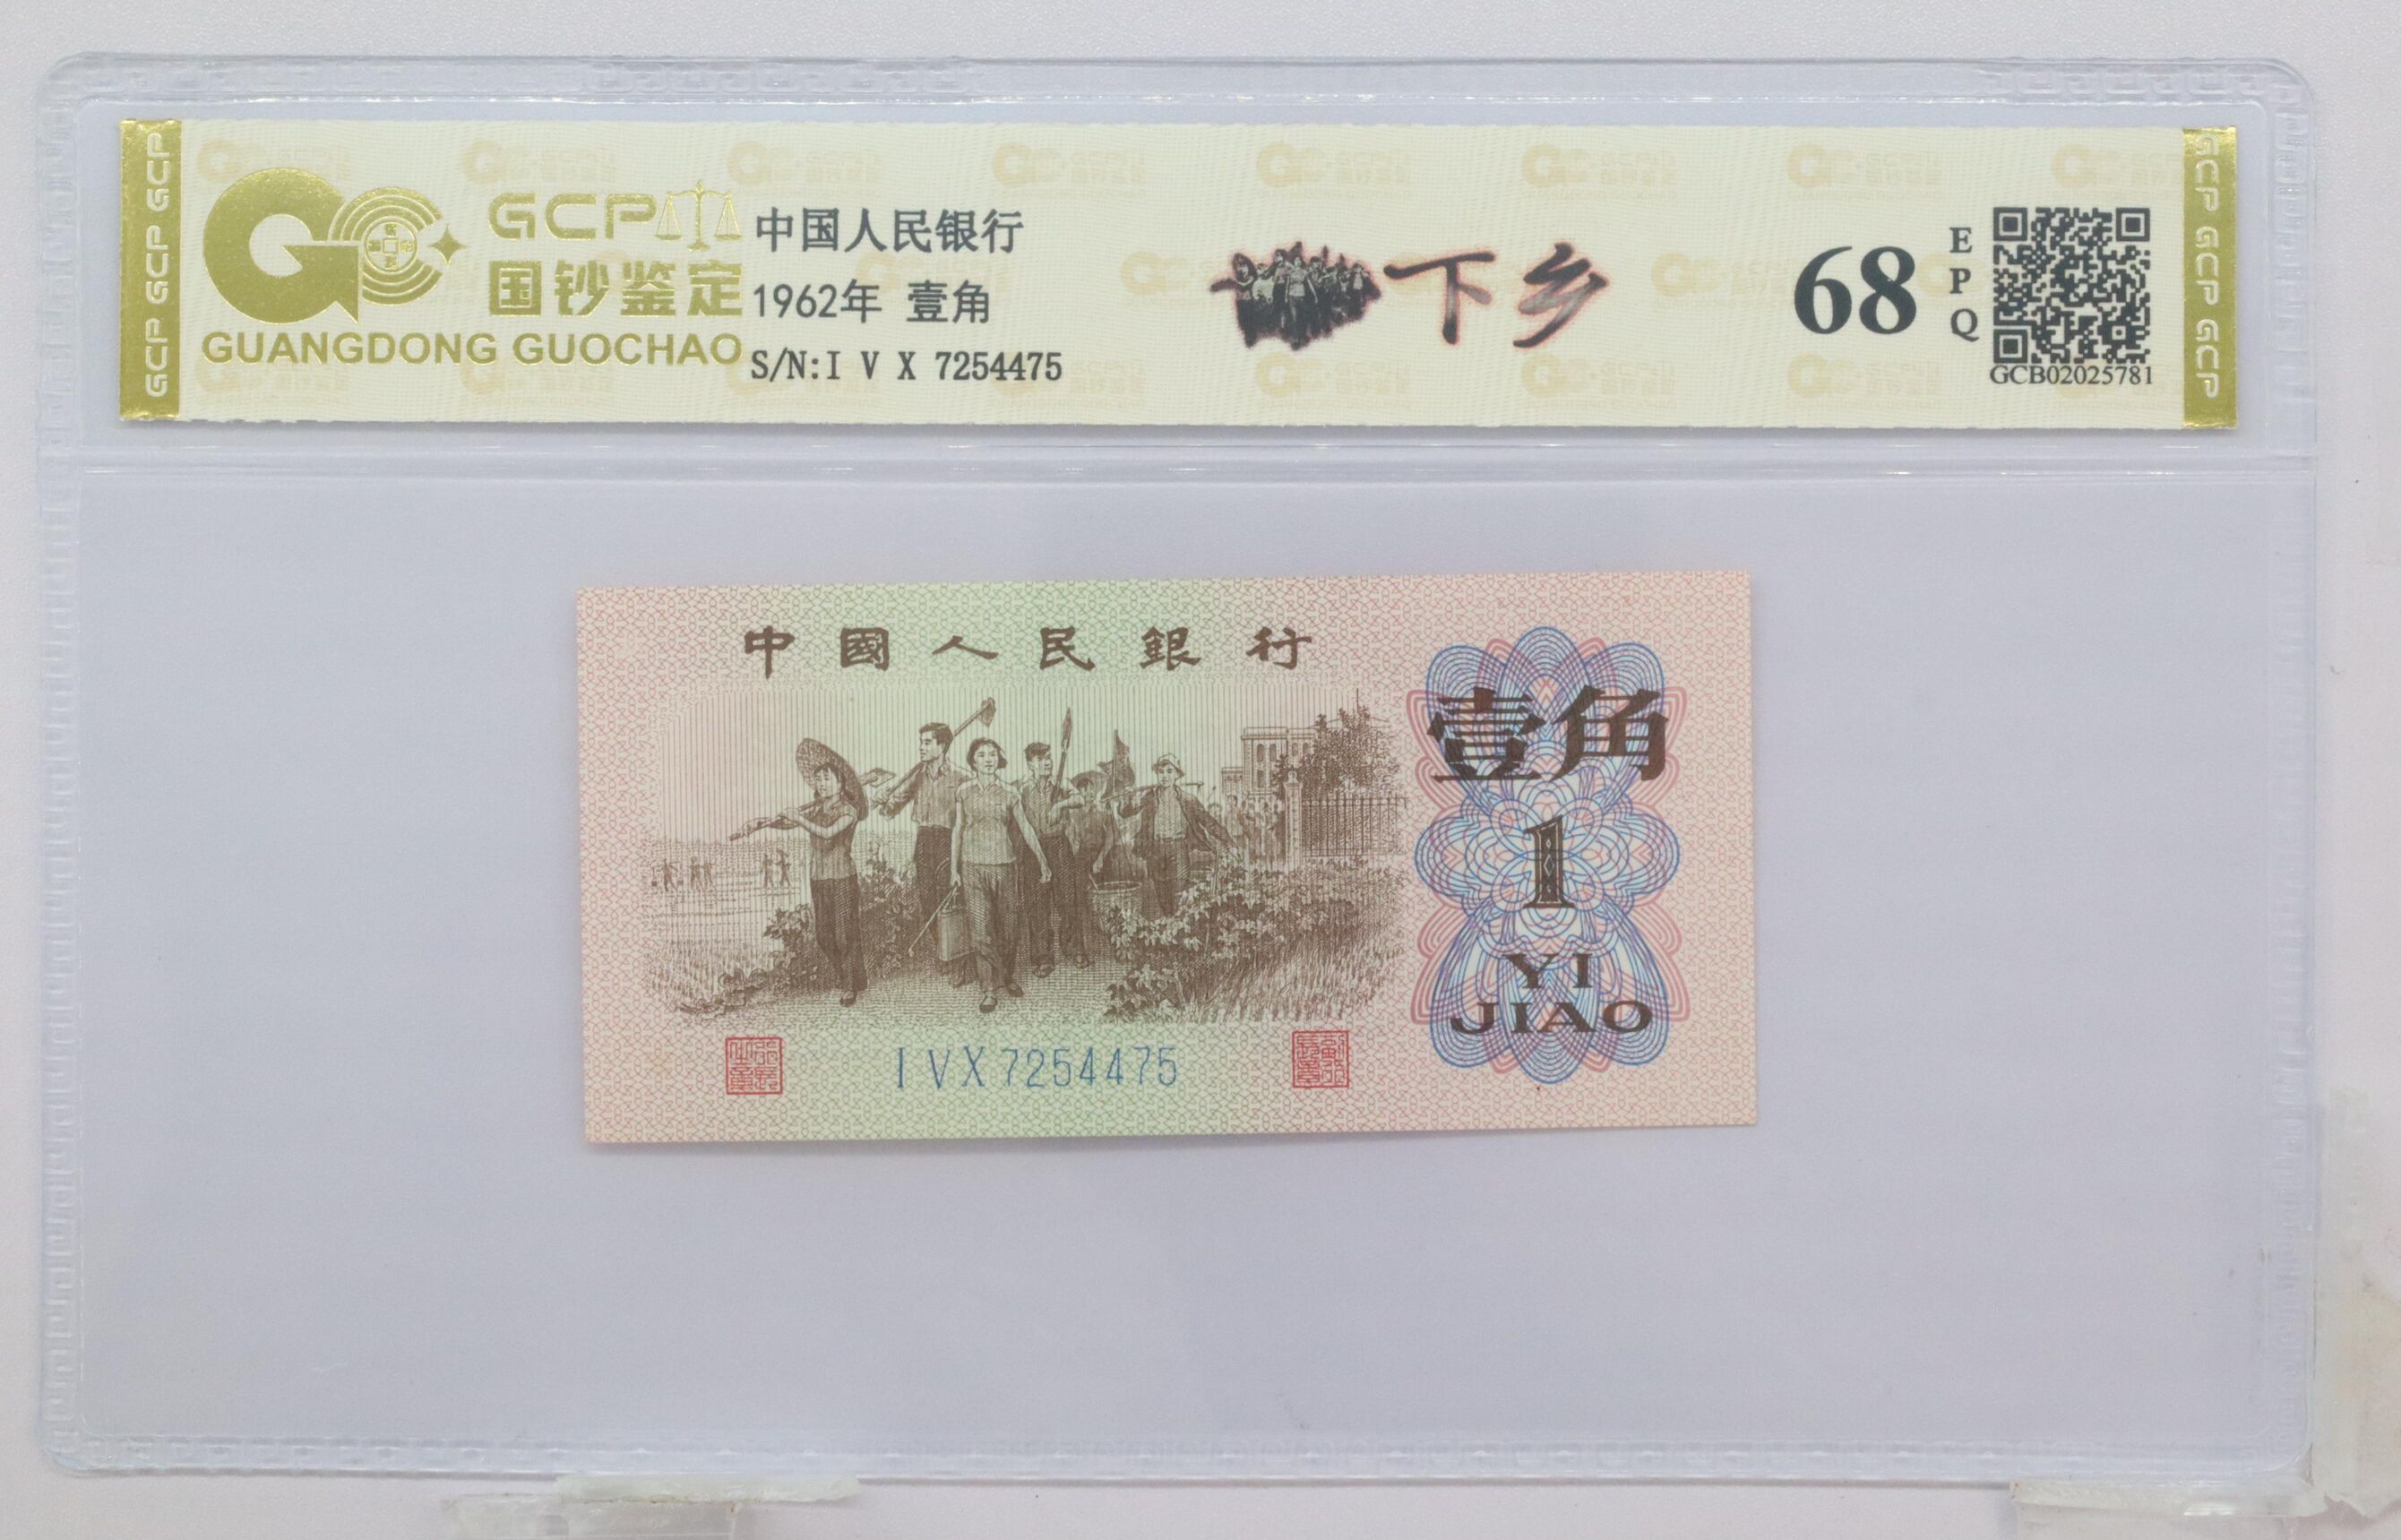 GCP GCP GCP
GCP
国钞鉴定
GUANGDONG GUOCHAO
中国人民银行
1962年 壹角
S/N:I V X 7254475
下乡
68
EPQ
GCB02025781
GCP GCP GCP
中國人民銀行
壹角
1
YI
JIAO
I V X 7254475